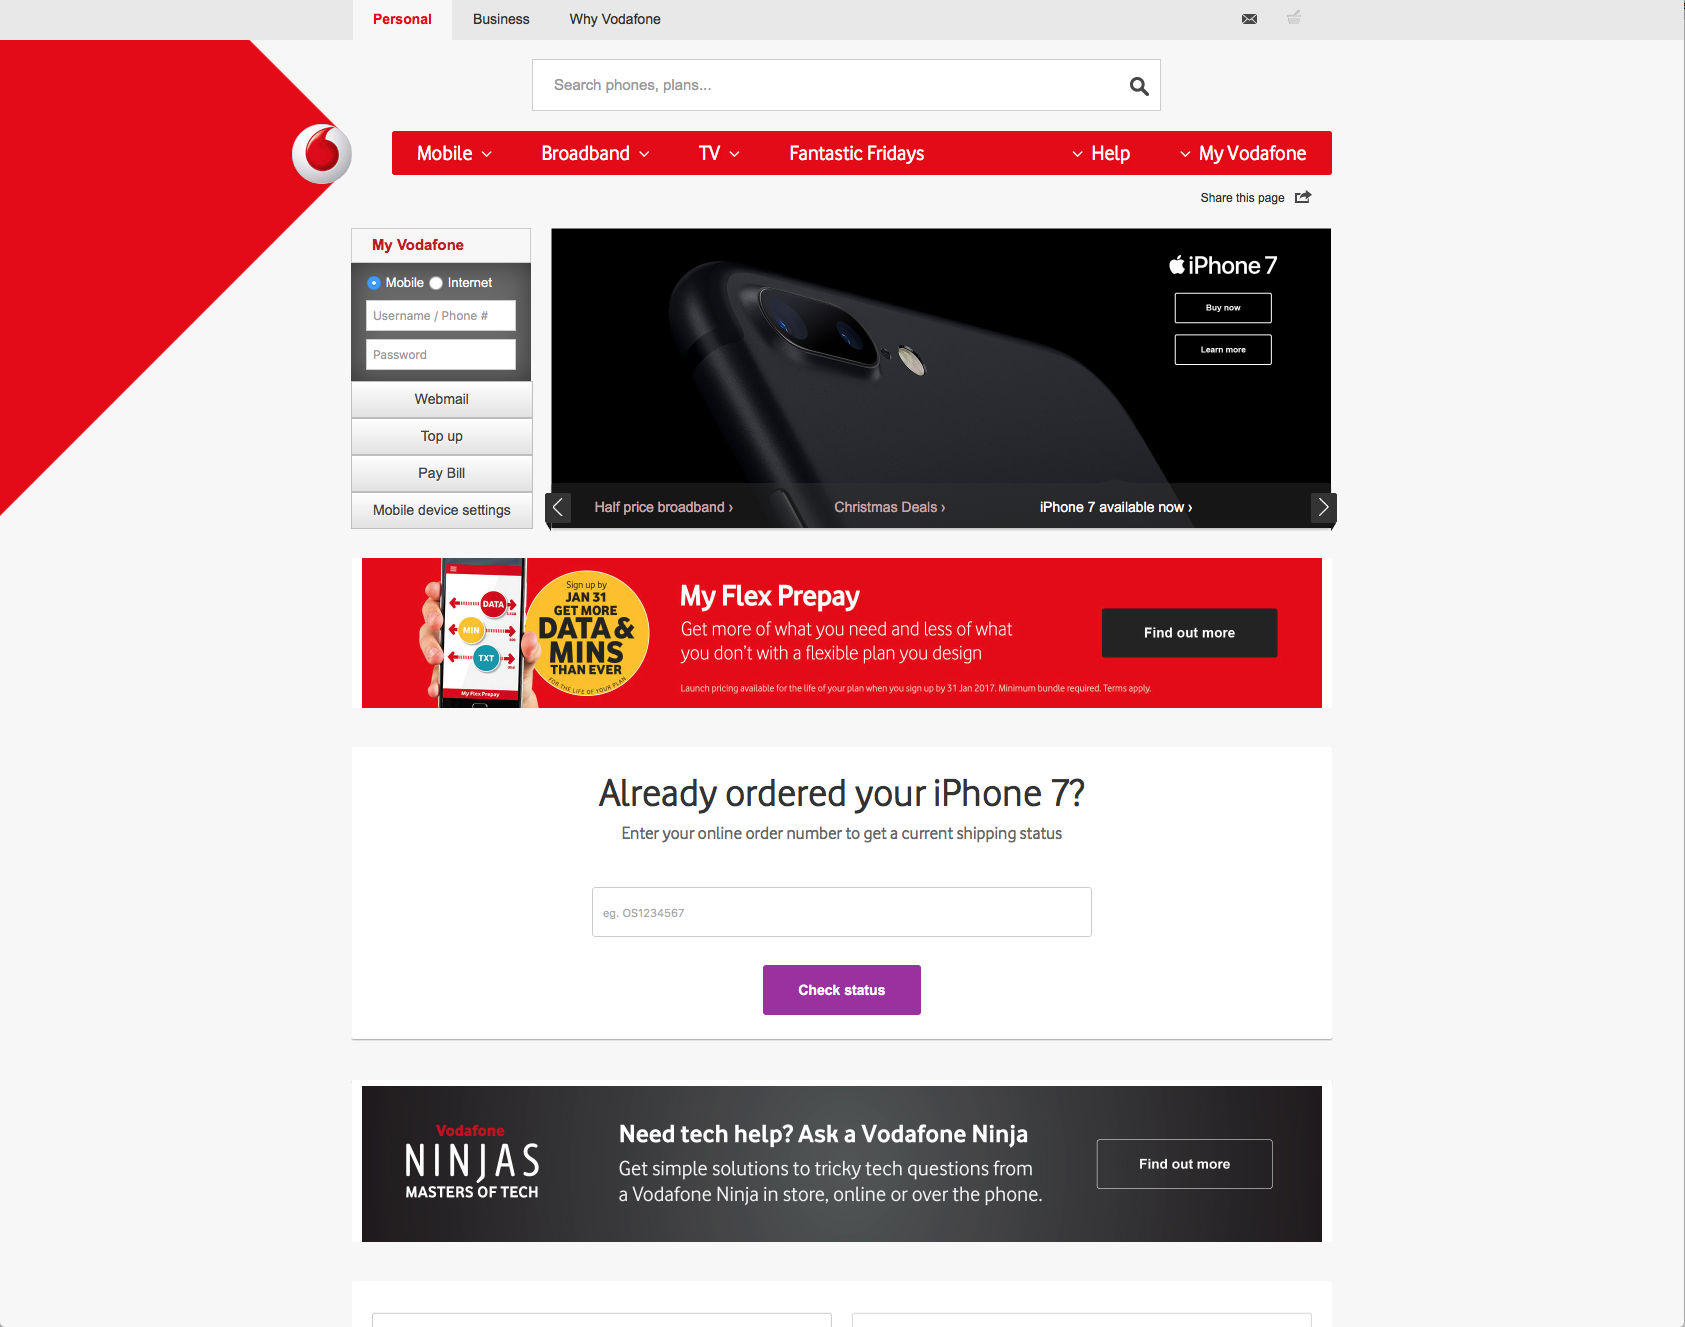 Personal
Business
Why Vodafone
Search phones, plans...
Mobile
Broadband
TV
Fantastic Fridays
Help
My Vodafone
Share this page
My Vodafone
Mobile
Internet
Username / Phone #
Password
Webmail
Top up
Pay Bill
Mobile device settings
iPhone 7
Buy now
Learn more
Half price broadband ›
Christmas Deals ›
iPhone 7 available now ›
DATA
MIN
TXT
My Flex Prepay
Sign up by
JAN 31
GET MORE
DATA &
MINS
THAN EVER
FOR THE LIFE OF YOUR PLAN
My Flex Prepay
Get more of what you need and less of what
you don't with a flexible plan you design
Launch pricing available for the life of your plan when you sign up by 31 Jan 2017. Minimum bundle required. Terms apply.
Find out more
Already ordered your iPhone 7?
Enter your online order number to get a current shipping status
eg. OS1234567
Check status
Vodafone
NINJAS
MASTERS OF TECH
Need tech help? Ask a Vodafone Ninja
Get simple solutions to tricky tech questions from
a Vodafone Ninja in store, online or over the phone.
Find out more